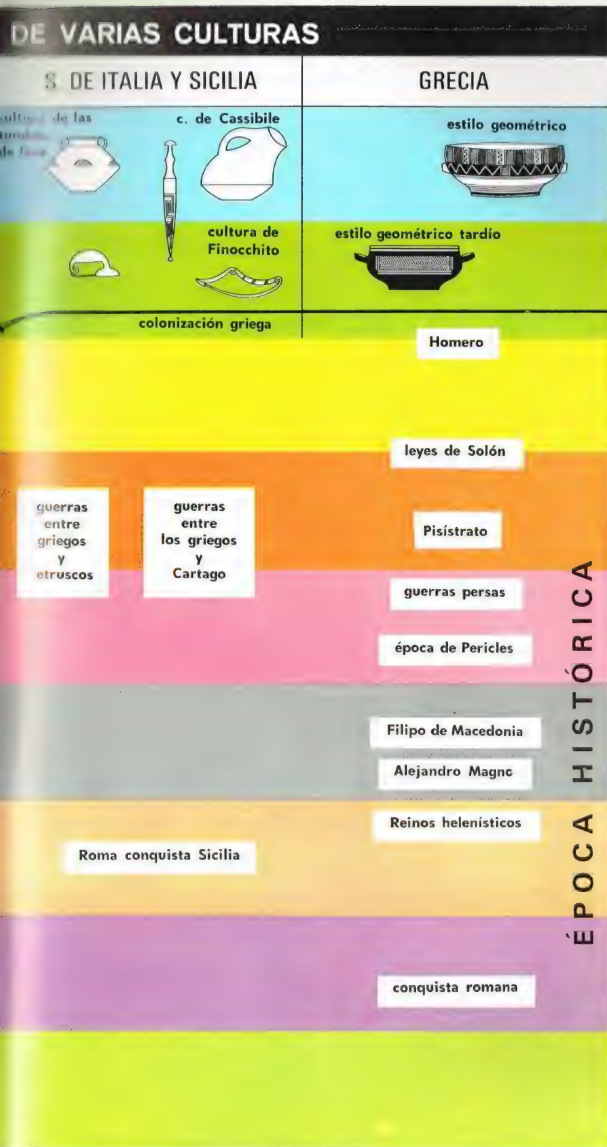 DE VARIAS CULTURAS
S. DE ITALIA Y SICILIA
GRECIA
de las
c. de Cassibile
estilo geométrico
cultura de
Finocchito
estilo geométrico tardío
colonización griega
Homero
leyes de Solón
guerras
entre
griegos
y
etruscos
guerras
entre
los griegos
y
Cartago
Pisístrato
guerras persas
época de Pericles
Filipo de Macedonia
Alejandro Magno
Reinos helenísticos
Roma conquista Sicilia
conquista romana
ÉPOCA HISTÓRICA